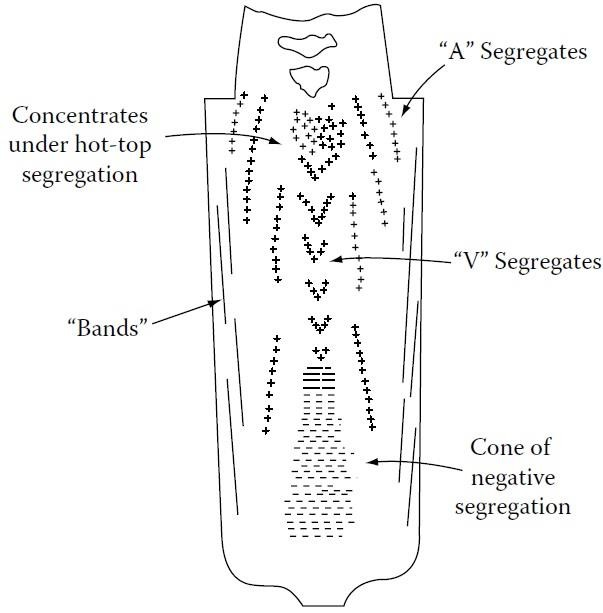 “A” Segregates
Concentrates
under hot-top
segregation
“V” Segregates
“Bands”
Cone of
negative
segregation